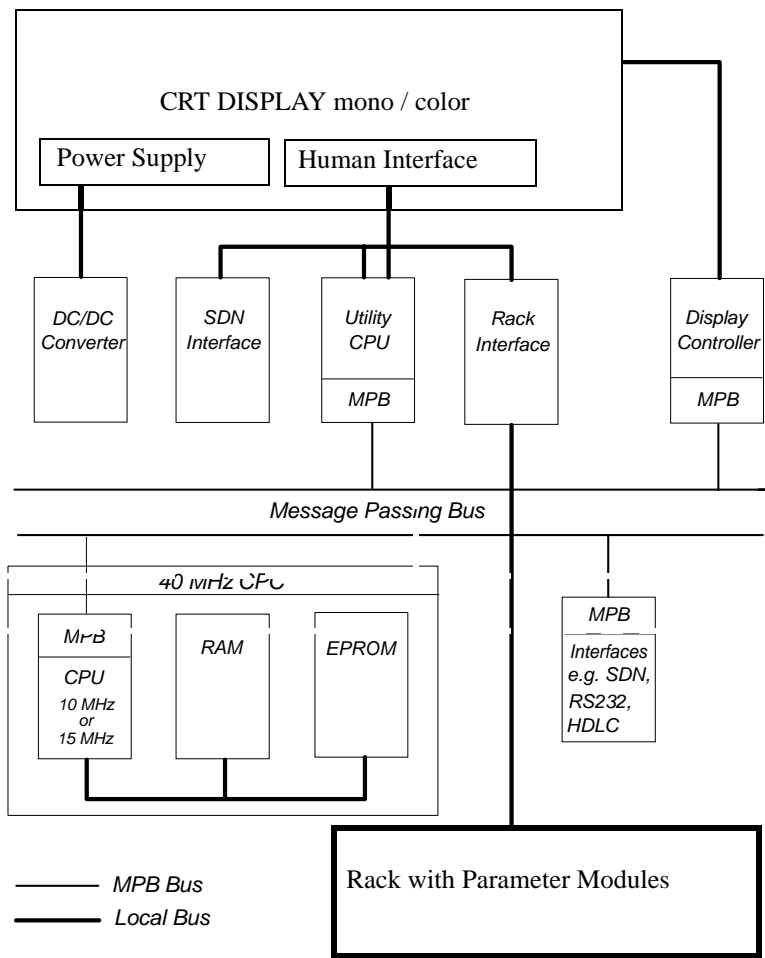 CRT DISPLAY mono / color
Power Supply
Human Interface
DC/DC
Converter
SDN
Interface
Utility
CPU
MPB
Rack
Interface
Display
Controller
MPB
Message Passing Bus
40 MHz CPC
MPB
CPU
10 MHz
or
15 MHz
RAM
EPROM
MPB
Interfaces
e.g. SDN,
RS232,
HDLC
Rack with Parameter Modules
MPB Bus
Local Bus